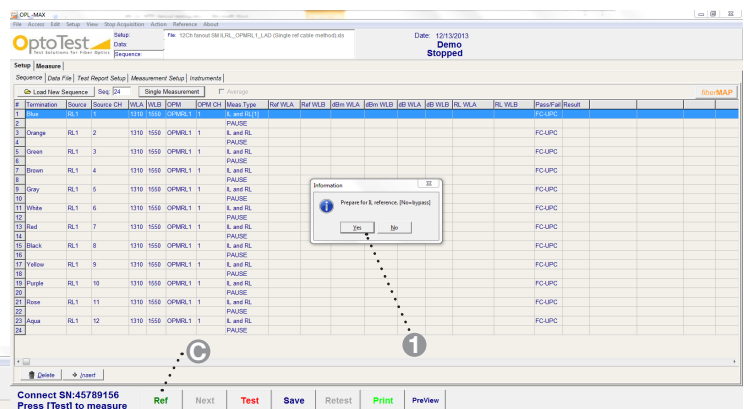 OPL-MAX
File Access Edit Setup View Stop Acquisition Action Reference About
OptoTest
Test Solutions for Fiber Optics
Setup:
Data:
Sequence:
File: 12Ch fanout SM ILRL_OPMRL1_LAD (Single ref cable method).xls
Date: 12/13/2013
Demo
Stopped
Setup Measure
Sequence Data File Test Report Setup Measurement Setup Instruments
Load New Sequence Seq: 24 Single Measurement Average fiberMAP
# Termination Source Source CH WLA WLB OPM OPM CH Meas.Type Ref WLA Ref WLB dBm WLA dBm WLB dB WLA dB WLB RL WLA RL WLB Pass/Fail Result
1 Blue RL1 1 1310 1550 OPMRL1 1 IL and RL[1] FC-UPC
2 PAUSE
3 Orange RL1 2 1310 1550 OPMRL1 1 IL and RL FC-UPC
4 PAUSE
5 Green RL1 3 1310 1550 OPMRL1 1 IL and RL FC-UPC
6 PAUSE
7 Brown RL1 4 1310 1550 OPMRL1 1 IL and RL FC-UPC
8 PAUSE
9 Gray RL1 5 1310 1550 OPMRL1 1 IL and RL FC-UPC
10 PAUSE
11 White RL1 6 1310 1550 OPMRL1 1 IL and RL FC-UPC
12 PAUSE
13 Red RL1 7 1310 1550 OPMRL1 1 IL and RL FC-UPC
14 PAUSE
15 Black RL1 8 1310 1550 OPMRL1 1 IL and RL FC-UPC
16 PAUSE
17 Yellow RL1 9 1310 1550 OPMRL1 1 IL and RL FC-UPC
18 PAUSE
19 Purple RL1 10 1310 1550 OPMRL1 1 IL and RL FC-UPC
20 PAUSE
21 Rose RL1 11 1310 1550 OPMRL1 1 IL and RL FC-UPC
22 PAUSE
23 Aqua RL1 12 1310 1550 OPMRL1 1 IL and RL FC-UPC
24 PAUSE
Information
Prepare for IL reference. [No=bypass]
Yes No
C
1
Delete Insert
Connect SN:45789156
Press [Test] to measure
Ref Next Test Save Retest Print PreView